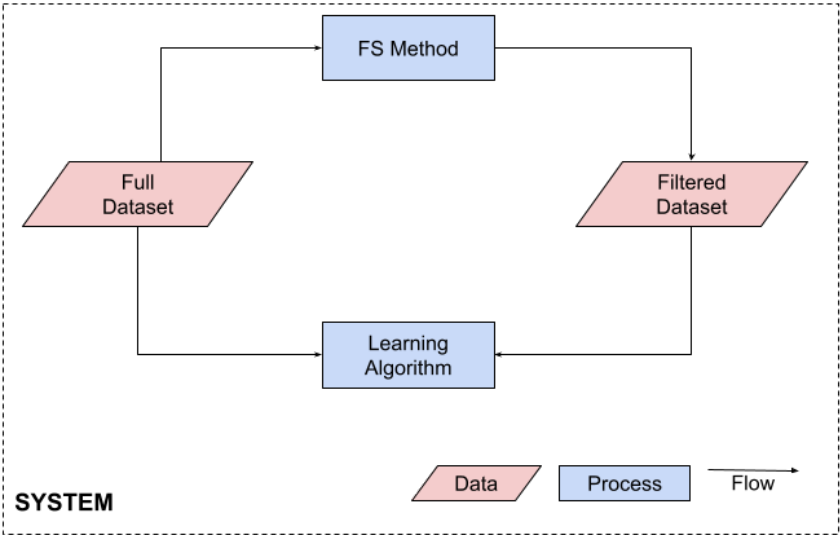 FS Method
Full
Dataset
Filtered
Dataset
Learning
Algorithm
Data
Process
Flow
SYSTEM